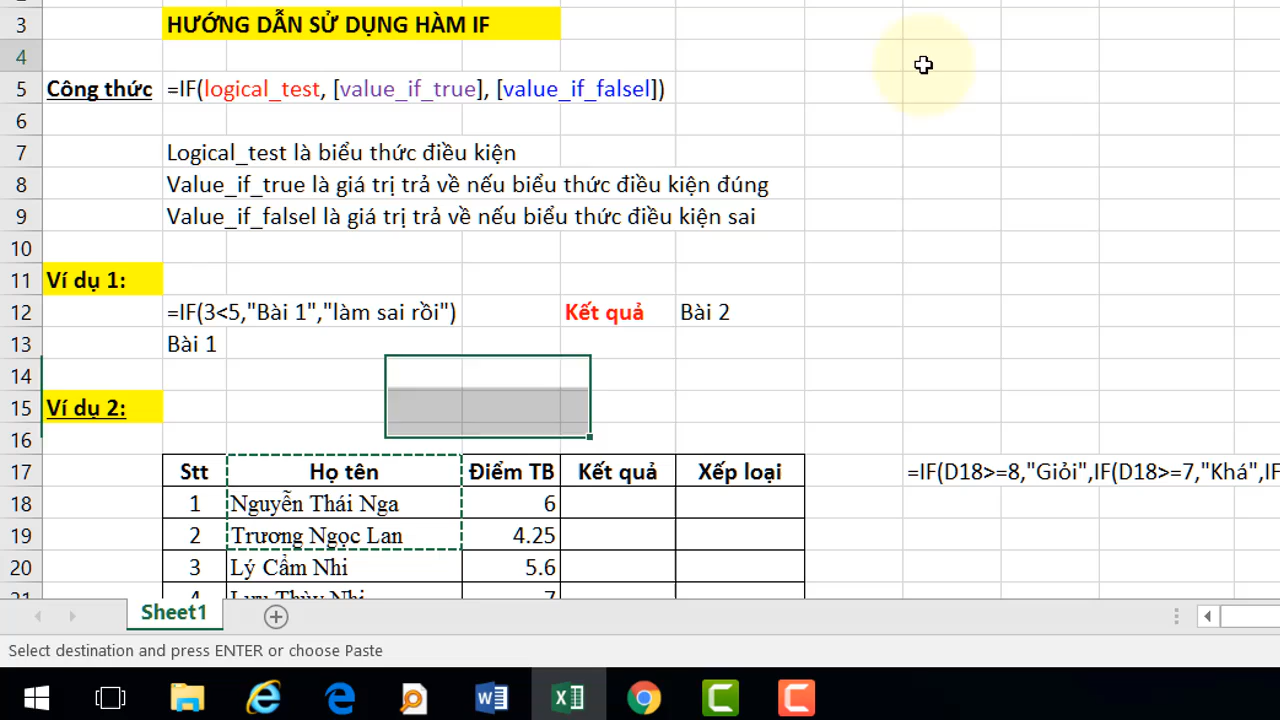 3 HƯỚNG DẪN SỬ DỤNG HÀM IF
4
5 Công thức =IF(logical_test, [value_if_true], [value_if_falsel])
6
7 Logical_test là biểu thức điều kiện
8 Value_if_true là giá trị trả về nếu biểu thức điều kiện đúng
9 Value_if_falsel là giá trị trả về nếu biểu thức điều kiện sai
10
11 Ví dụ 1:
12 =IF(3<5,"Bài 1","làm sai rồi") Kết quả Bài 2
13 Bài 1
14
15 Ví dụ 2:
16
17 Stt Họ tên Điểm TB Kết quả Xếp loại =IF(D18>=8,"Giỏi",IF(D18>=7,"Khá",IF
18 1 Nguyễn Thái Nga 6
19 2 Trương Ngọc Lan 4.25
20 3 Lý Cẩm Nhi 5.6
21 4 Lưu Thùy Nhi 7
Sheet1
Select destination and press ENTER or choose Paste